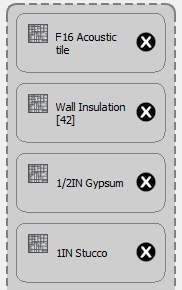 F16 Acoustic
tile
Wall Insulation
[42]
1/2IN Gypsum
1IN Stucco